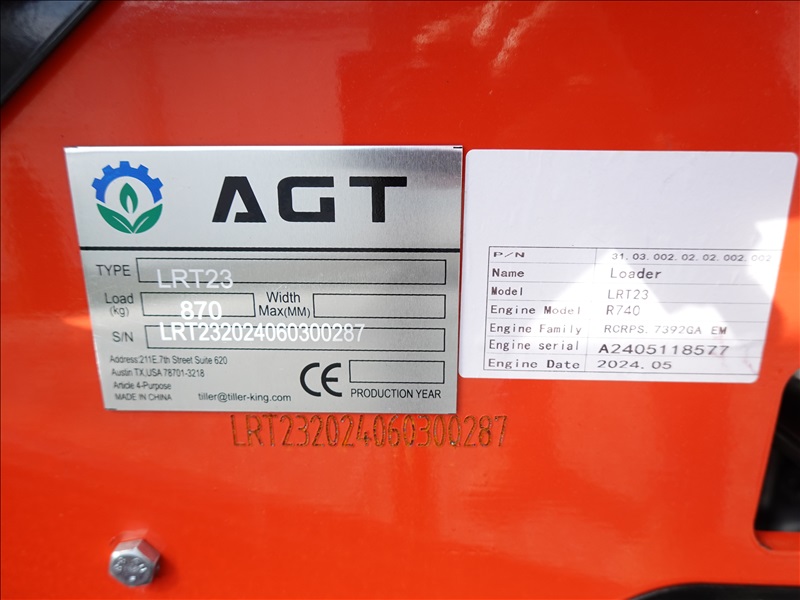 AGT
TYPE LRT23
Load (kg) 870 Width Max(MM)
S/N LRT232024060300287
Address:211E.7th Street Suite 620
Austin TX,USA 78701-3218
Article 4-Purpose
MADE IN CHINA tiller@tiller-king.com CE PRODUCTION YEAR
P/N 31.03.002.02.02.002.002
Name Loader
Model LRT23
Engine Model R740
Engine Family RCRPS.7392GA EM
Engine serial A2405118577
Engine Date 2024.05
LRT232024060300287